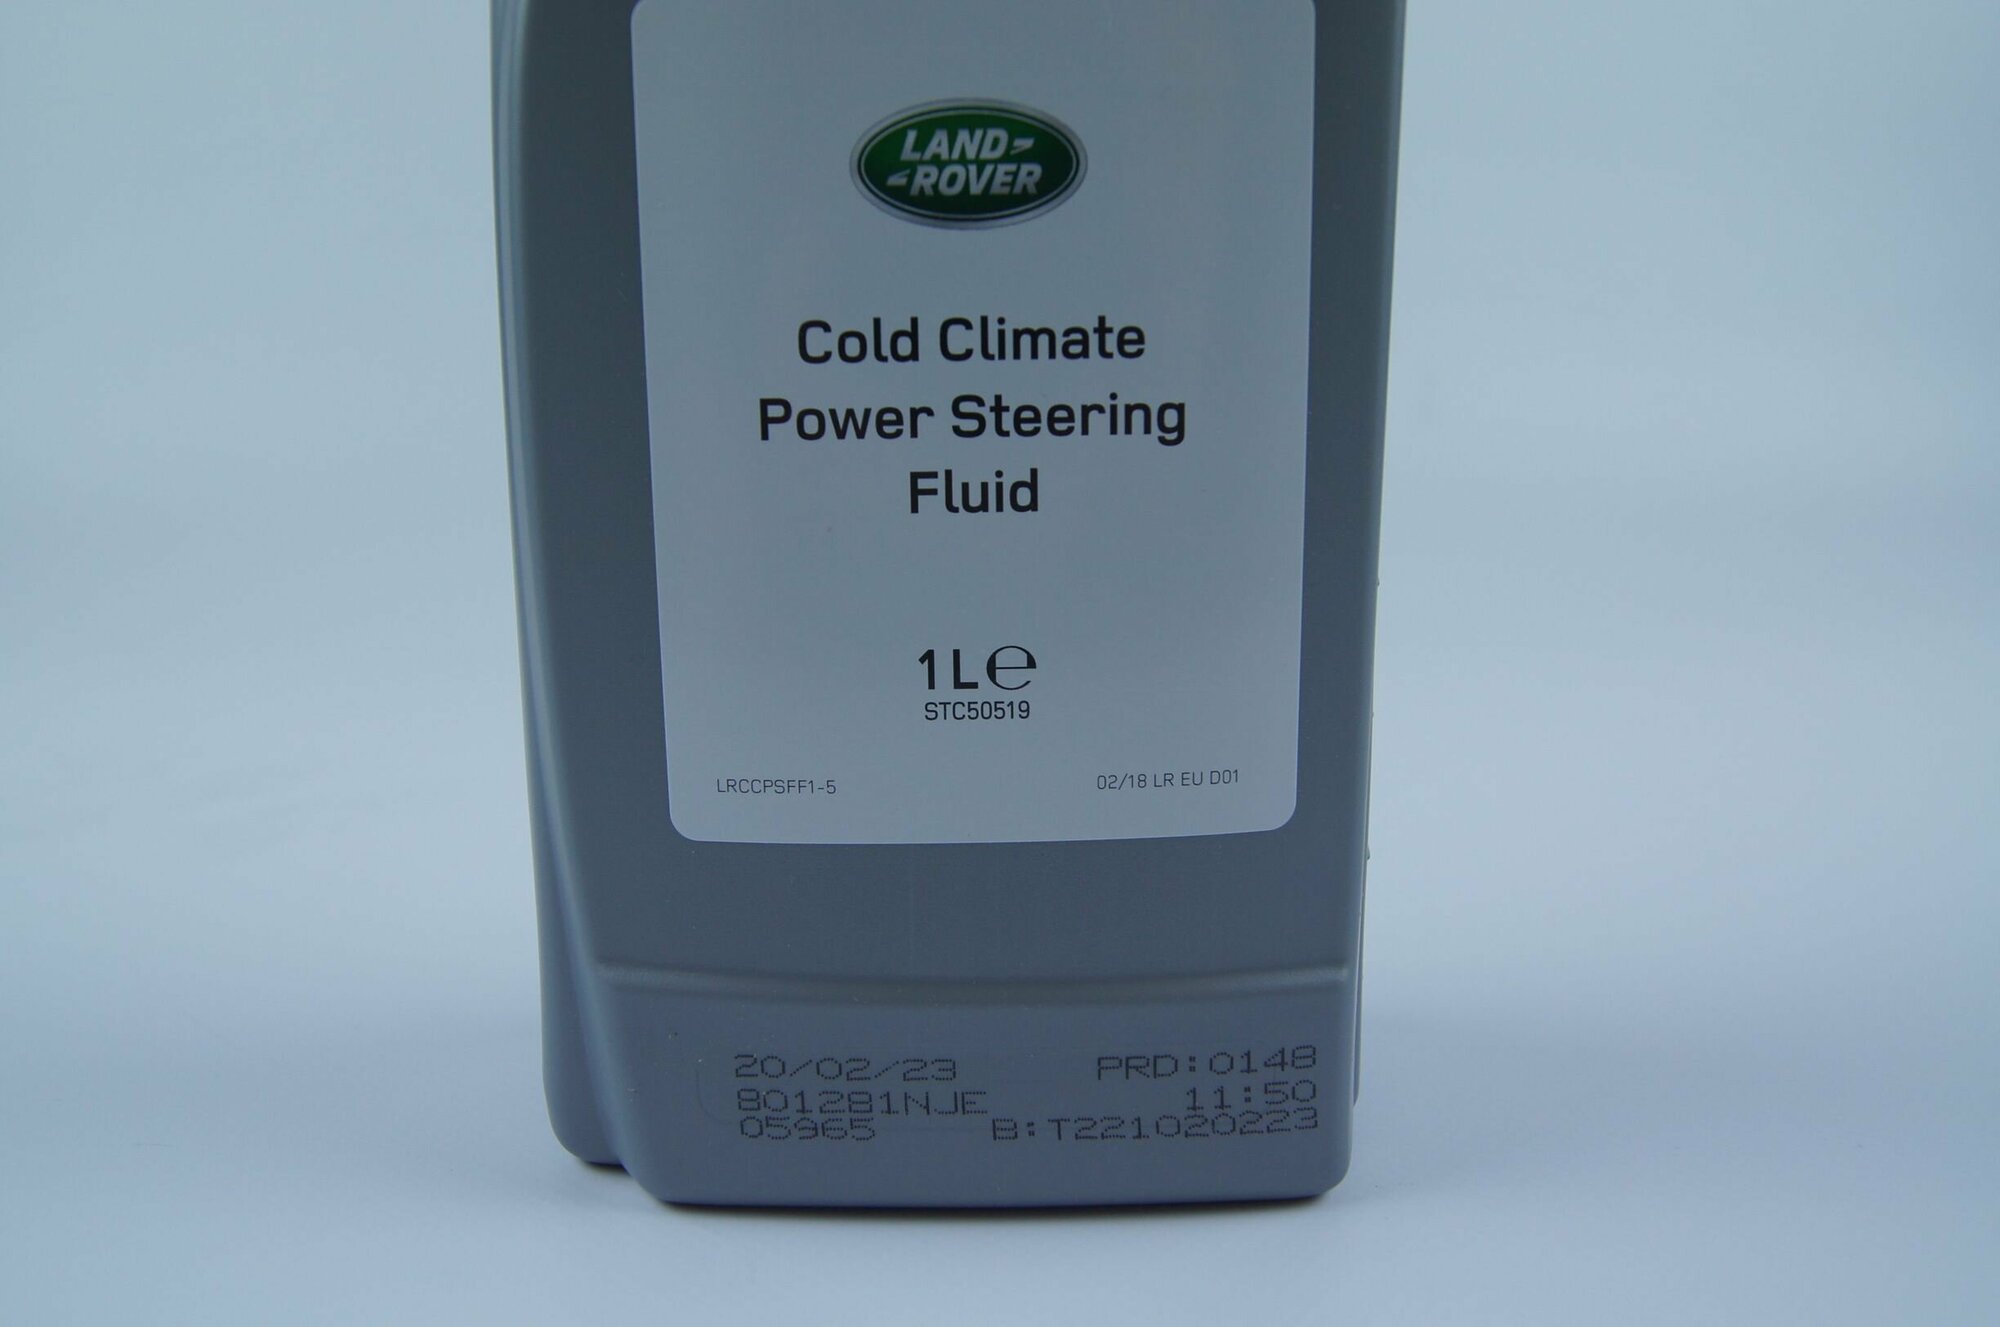 LAND
ROVER
Cold Climate
Power Steering
Fluid
1L℮
STC50519
LRCCPSFF1-5
02/18 LR EU D01
20/02/23
PRD:0148
801281NJE
11:50
05965
B:T221020223